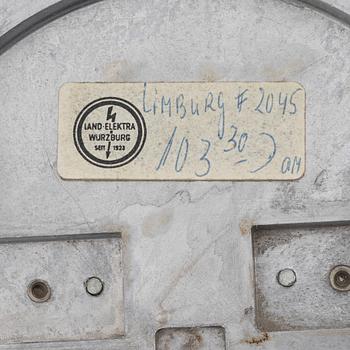 LAND-ELEKTRA
WÜRZBURG
SEIT 1923
LIMBURG # 2045
103 30 DM